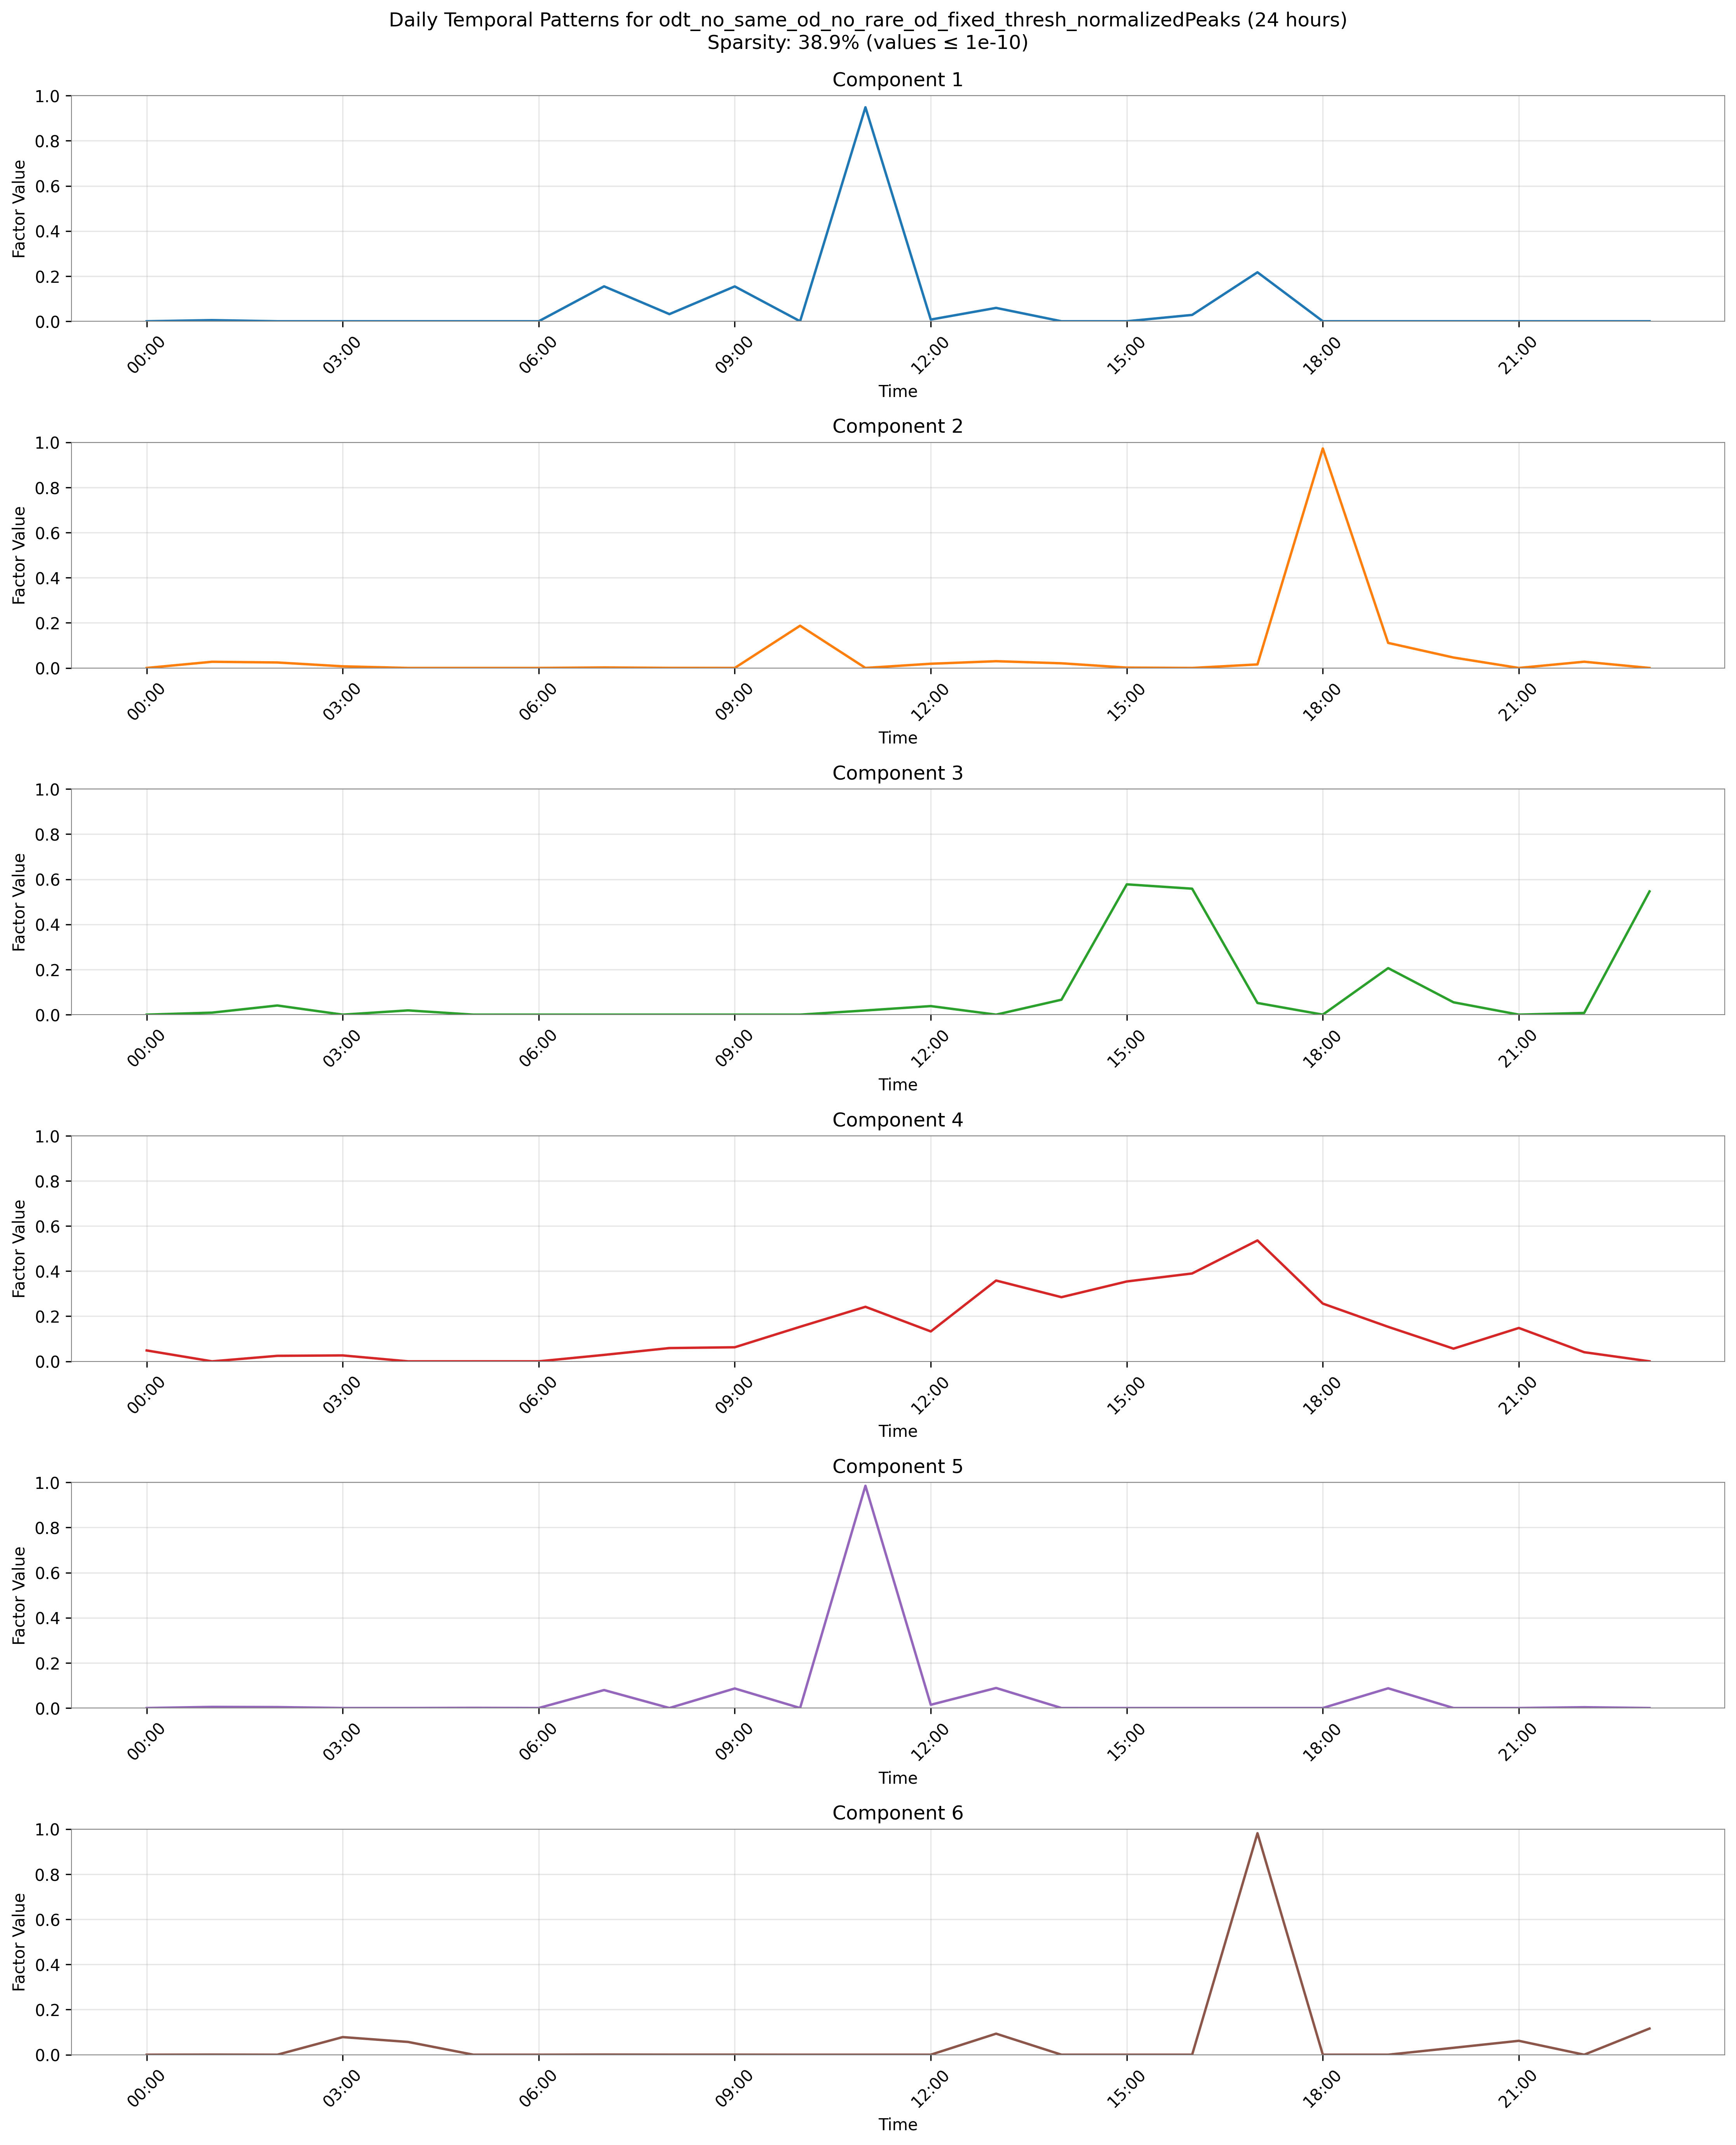 Daily Temporal Patterns for odt_no_same_od_no_rare_od_fixed_thresh_normalizedPeaks (24 hours)
Sparsity: 38.9% (values ≤ 1e-10)
Component 1
1.0
0.8
0.6
0.4
0.2
0.0
Factor Value
00:00 03:00 06:00 09:00 12:00 15:00 18:00 21:00
Time
Component 2
1.0
0.8
0.6
0.4
0.2
0.0
Factor Value
00:00 03:00 06:00 09:00 12:00 15:00 18:00 21:00
Time
Component 3
1.0
0.8
0.6
0.4
0.2
0.0
Factor Value
00:00 03:00 06:00 09:00 12:00 15:00 18:00 21:00
Time
Component 4
1.0
0.8
0.6
0.4
0.2
0.0
Factor Value
00:00 03:00 06:00 09:00 12:00 15:00 18:00 21:00
Time
Component 5
1.0
0.8
0.6
0.4
0.2
0.0
Factor Value
00:00 03:00 06:00 09:00 12:00 15:00 18:00 21:00
Time
Component 6
1.0
0.8
0.6
0.4
0.2
0.0
Factor Value
00:00 03:00 06:00 09:00 12:00 15:00 18:00 21:00
Time